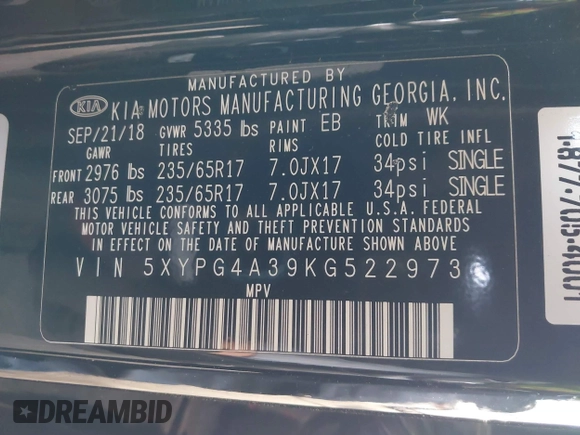 MANUFACTURED BY
KIA KIA MOTORS MANUFACTURING GEORGIA, INC.
SEP/21/18 GVWR 5335 lbs PAINT EB TRIM WK
GAWR TIRES RIMS COLD TIRE INFL
FRONT 2976 lbs 235/65R17 7.0JX17 34psi SINGLE
REAR 3075 lbs 235/65R17 7.0JX17 34psi SINGLE
THIS VEHICLE CONFORMS TO ALL APPLICABLE U.S.A. FEDERAL
MOTOR VEHICLE SAFETY AND THEFT PREVENTION STANDARDS
IN EFFECT ON THE DATE OF MANUFACTURE SHOWN ABOVE.
VIN 5XYPG4A39KG522973
MPV
DREAMBID